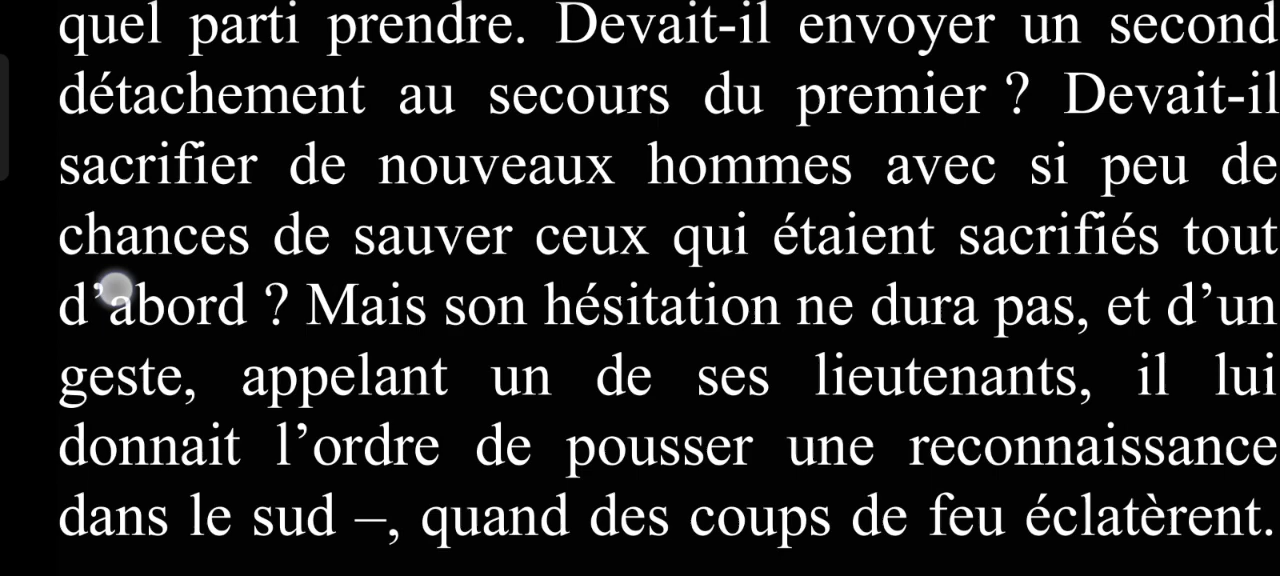 quel parti prendre. Devait-il envoyer un second
détachement au secours du premier ? Devait-il
sacrifier de nouveaux hommes avec si peu de
chances de sauver ceux qui étaient sacrifiés tout
d’abord ? Mais son hésitation ne dura pas, et d’un
geste, appelant un de ses lieutenants, il lui
donnait l’ordre de pousser une reconnaissance
dans le sud –, quand des coups de feu éclatèrent.